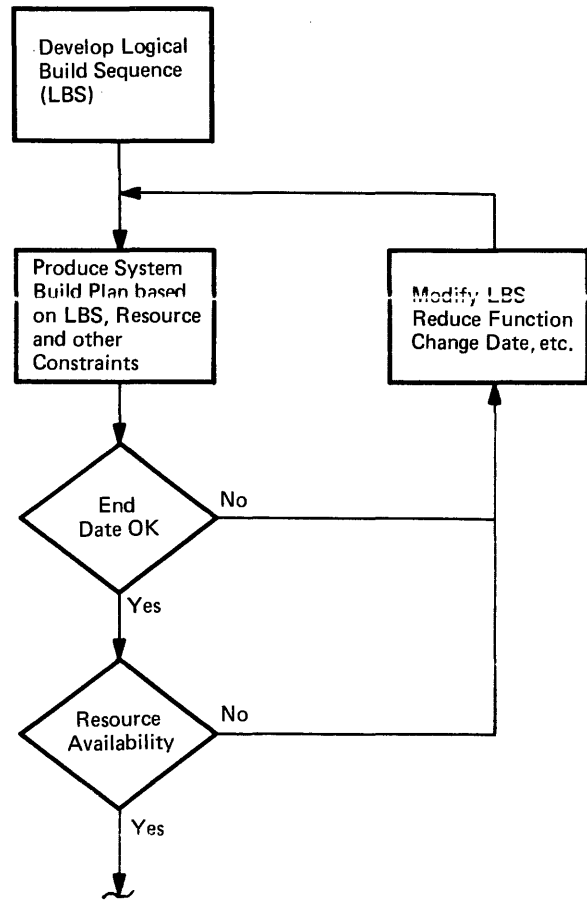 Develop Logical
Build Sequence
(LBS)
Produce System
Build Plan based
on LBS, Resource
and other
Constraints
Modify LBS
Reduce Function
Change Date, etc.
End
Date OK
No
Yes
Resource
Availability
No
Yes